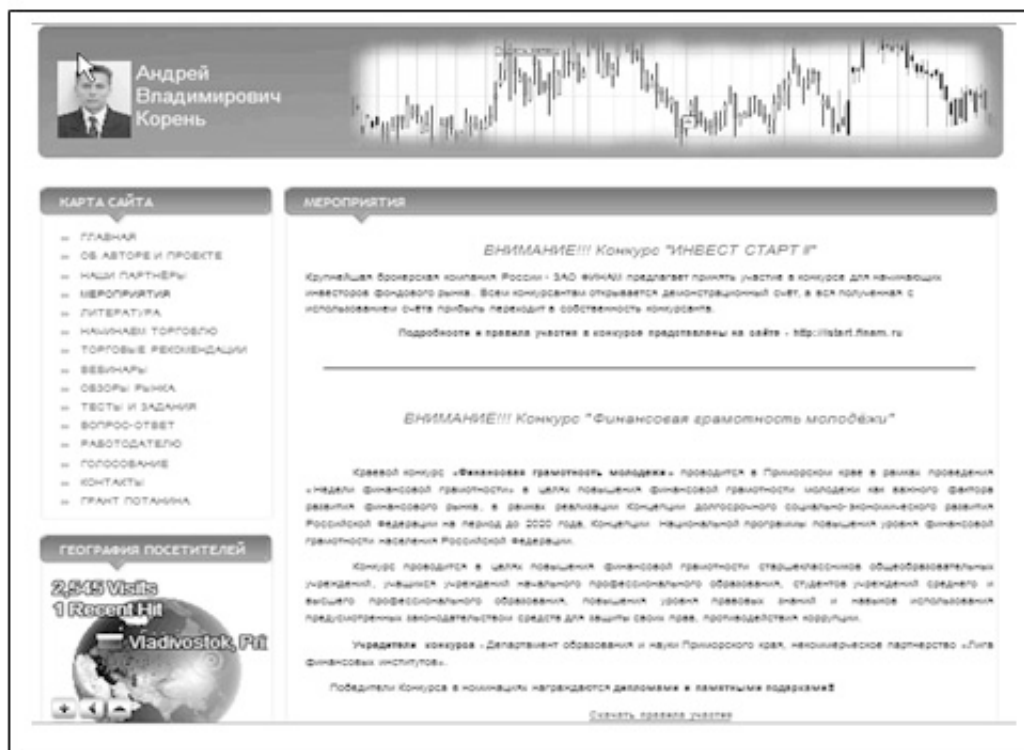 Андрей
Владимирович
Корень
КАРТА САЙТА
ГЛАВНАЯ
ОБ АВТОРЕ И ПРОЕКТЕ
НАШИ ПАРТНЁРЫ
МЕРОПРИЯТИЯ
ЛИТЕРАТУРА
НАЧИНАЕМ ТОРГОВЛЮ
ТОРГОВЫЕ РЕКОМЕНДАЦИИ
ВЕБИНАРЫ
ОБЗОРЫ РЫНКА
ТЕСТЫ И ЗАДАНИЯ
ВОПРОС-ОТВЕТ
РАБОТОДАТЕЛЮ
ГОЛОСОВАНИЕ
КОНТАКТЫ
ГРАНТ ПОТАНИНА
ГЕОГРАФИЯ ПОСЕТИТЕЛЕЙ
2,545 Visits
1 Recent Hit
Vladivostok, Pri
МЕРОПРИЯТИЯ
ВНИМАНИЕ!!! Конкурс "ИНВЕСТ СТАРТ II"
Крупнейшая брокерская компания России - ЗАО ФИНАМ предлагает принять участие в конкурсе для начинающих
инвесторов фондового рынка. Всем конкурсантам открывается демонстрационный счёт, а вся полученная с
использованием счёта прибыль переходит в собственность конкурсанта.
Подробности и правила участия в конкурсе представлены на сайте - http://istart.finam.ru
ВНИМАНИЕ!!! Конкурс "Финансовая грамотность молодёжи"
Краевой конкурс «Финансовая грамотность молодежи» проводится в Приморском крае в рамках проведения
«Недели финансовой грамотности» в целях повышения финансовой грамотности молодежи как важного фактора
развития финансового рынка, в рамках реализации Концепции долгосрочного социально-экономического развития
Российской Федерации на период до 2020 года, Концепции Национальной программы повышения уровня финансовой
грамотности населения Российской Федерации.
Конкурс проводится в целях повышения финансовой грамотности старшеклассников общеобразовательных
учреждений, учащихся учреждений начального профессионального образования, студентов учреждений среднего и
высшего профессионального образования, повышения уровня правовых знаний и навыков использования
предусмотренных законодательством средств для защиты своих прав, противодействия коррупции.
Учредители конкурса - Департамент образования и науки Приморского края, некоммерческое партнерство «Лига
финансовых институтов».
Победители Конкурса в номинациях награждаются дипломами и памятными подарками!
Скачать правила участия